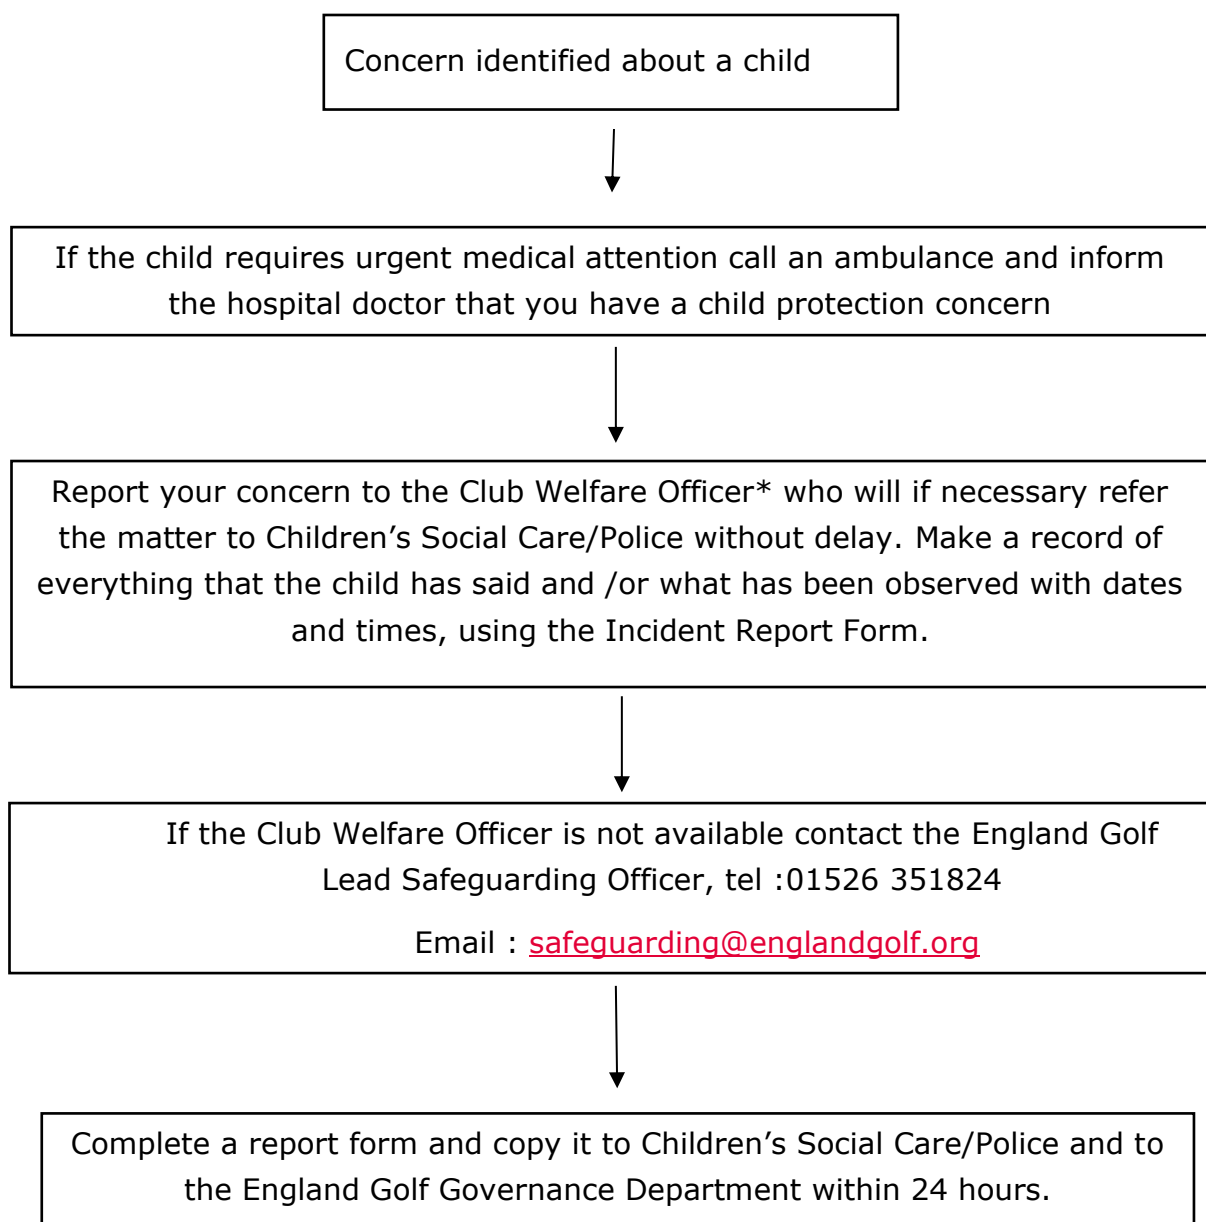 Concern identified about a child
If the child requires urgent medical attention call an ambulance and inform
the hospital doctor that you have a child protection concern
Report your concern to the Club Welfare Officer* who will if necessary refer
the matter to Children’s Social Care/Police without delay. Make a record of
everything that the child has said and /or what has been observed with dates
and times, using the Incident Report Form.
If the Club Welfare Officer is not available contact the England Golf
Lead Safeguarding Officer, tel :01526 351824
Email : safeguarding@englandgolf.org
Complete a report form and copy it to Children’s Social Care/Police and to
the England Golf Governance Department within 24 hours.